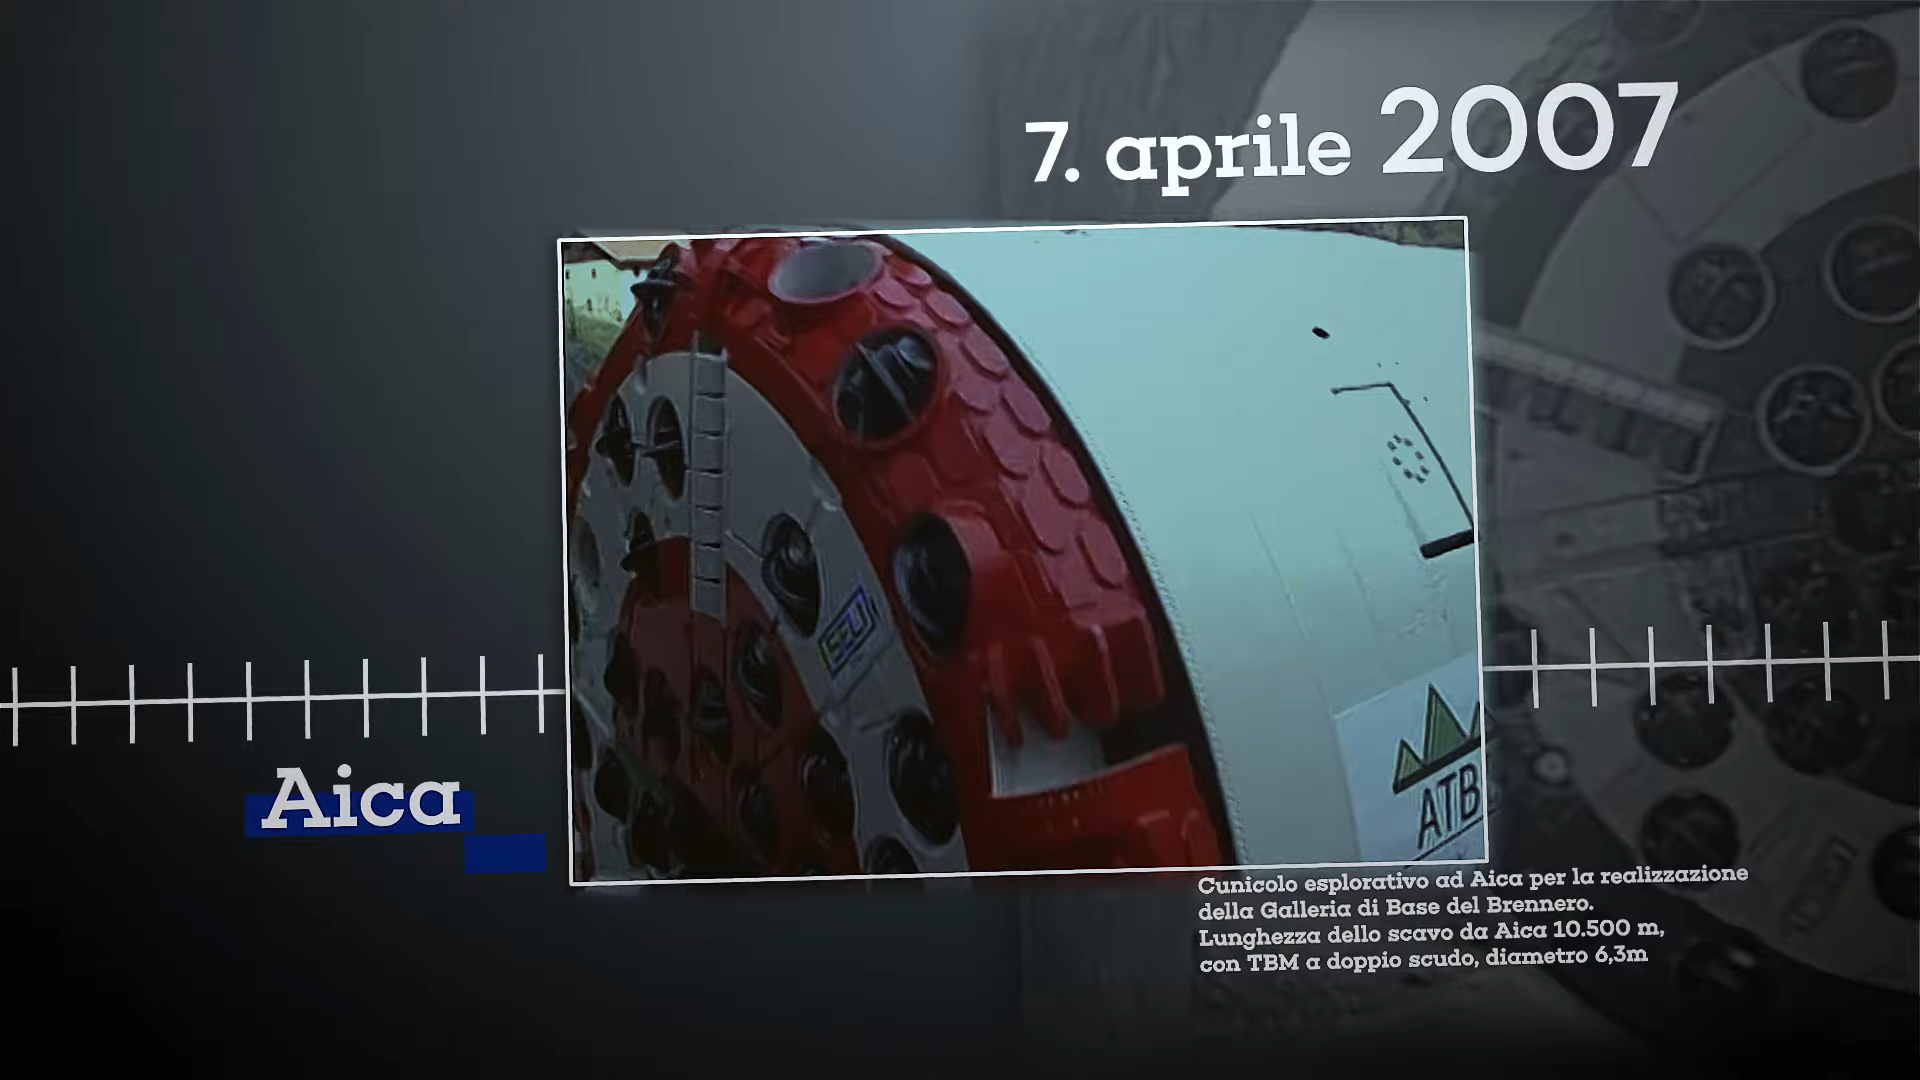 7. aprile 2007
SELI
ATB
Aica
Cunicolo esplorativo ad Aica per la realizzazione
della Galleria di Base del Brennero.
Lunghezza dello scavo da Aica 10.500 m,
con TBM a doppio scudo, diametro 6,3m